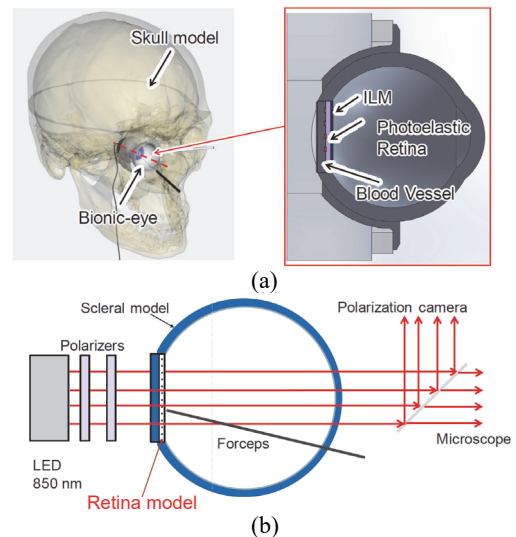 Skull model
Bionic-eye
ILM
Photoelastic
Retina
Blood Vessel
(a)
Scleral model
Polarizers
Polarization camera
LED
850 nm
Forceps
Microscope
Retina model
(b)